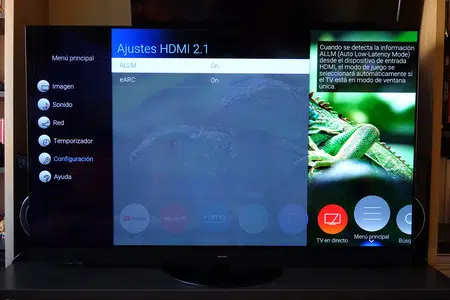 Ajustes HDMI 2.1
Menú principal
Imagen
Sonido
Red
Temporizador
Configuración
Ayuda
ALLM On
eARC On
Cuando se detecta la información
ALLM (Auto Low-Latency Mode)
desde el dispositivo de entrada
HDMI, el modo de juego se
seleccionará automáticamente si
el TV está en modo de ventana
única.
TV en directo
Menú principal
Búsq